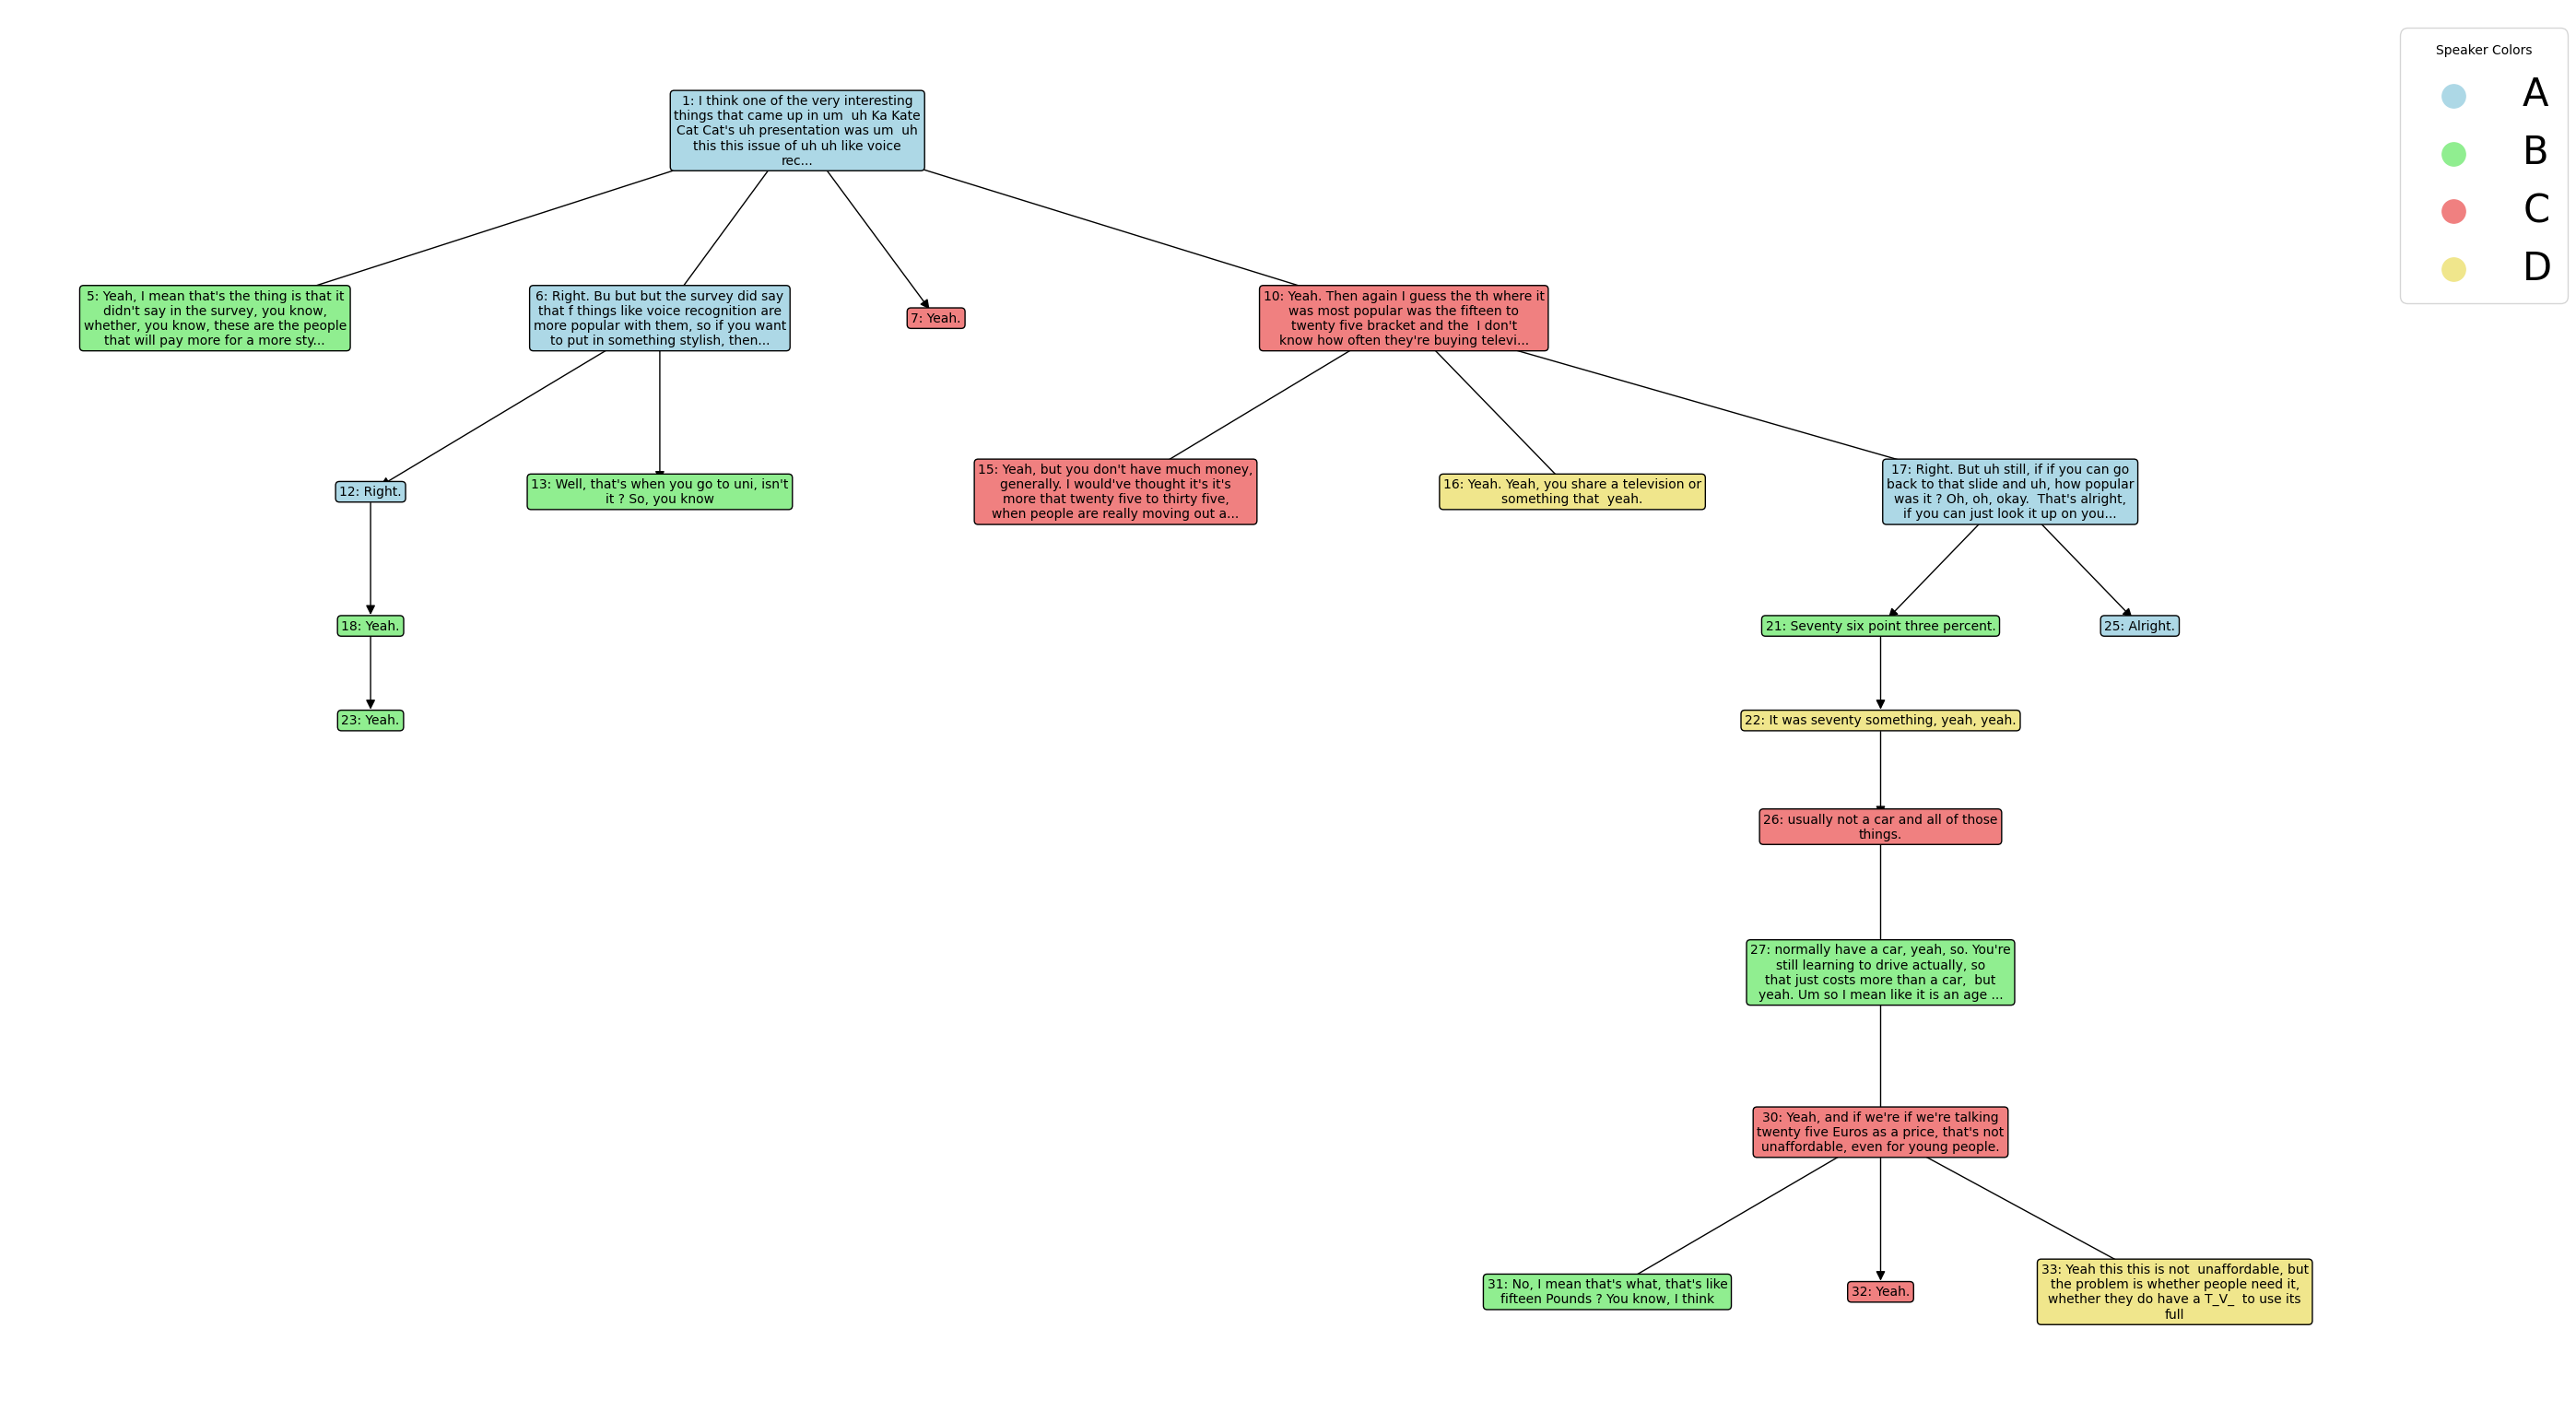 Speaker Colors
A
B
C
D
1: I think one of the very interesting
things that came up in um  uh Ka Kate
Cat Cat's uh presentation was um  uh
this this issue of uh uh like voice
rec...
5: Yeah, I mean that's the thing is that it
didn't say in the survey, you know,
whether, you know, these are the people
that will pay more for a more sty...
6: Right. Bu but but the survey did say
that f things like voice recognition are
more popular with them, so if you want
to put in something stylish, then...
7: Yeah.
10: Yeah. Then again I guess the th where it
was most popular was the fifteen to
twenty five bracket and the  I don't
know how often they're buying televi...
12: Right.
13: Well, that's when you go to uni, isn't
it ? So, you know
15: Yeah, but you don't have much money,
generally. I would've thought it's it's
more that twenty five to thirty five,
when people are really moving out a...
16: Yeah. Yeah, you share a television or
something that  yeah.
17: Right. But uh still, if if you can go
back to that slide and uh, how popular
was it ? Oh, oh, okay.  That's alright,
if you can just look it up on you...
18: Yeah.
21: Seventy six point three percent.
25: Alright.
23: Yeah.
22: It was seventy something, yeah, yeah.
26: usually not a car and all of those
things.
27: normally have a car, yeah, so. You're
still learning to drive actually, so
that just costs more than a car,  but
yeah. Um so I mean like it is an age ...
30: Yeah, and if we're if we're talking
twenty five Euros as a price, that's not
unaffordable, even for young people.
31: No, I mean that's what, that's like
fifteen Pounds ? You know, I think
32: Yeah.
33: Yeah this this is not  unaffordable, but
the problem is whether people need it,
whether they do have a T_V_  to use its
full